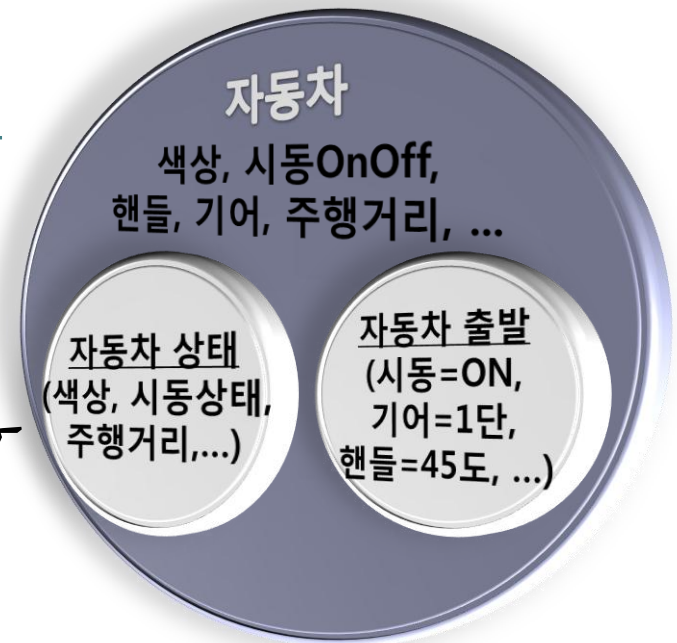 자동차
색상, 시동OnOff,
핸들, 기어, 주행거리, ...
자동차 상태
(색상, 시동상태,
주행거리,...)
자동차 출발
(시동=ON,
기어=1단,
핸들=45도, ...)